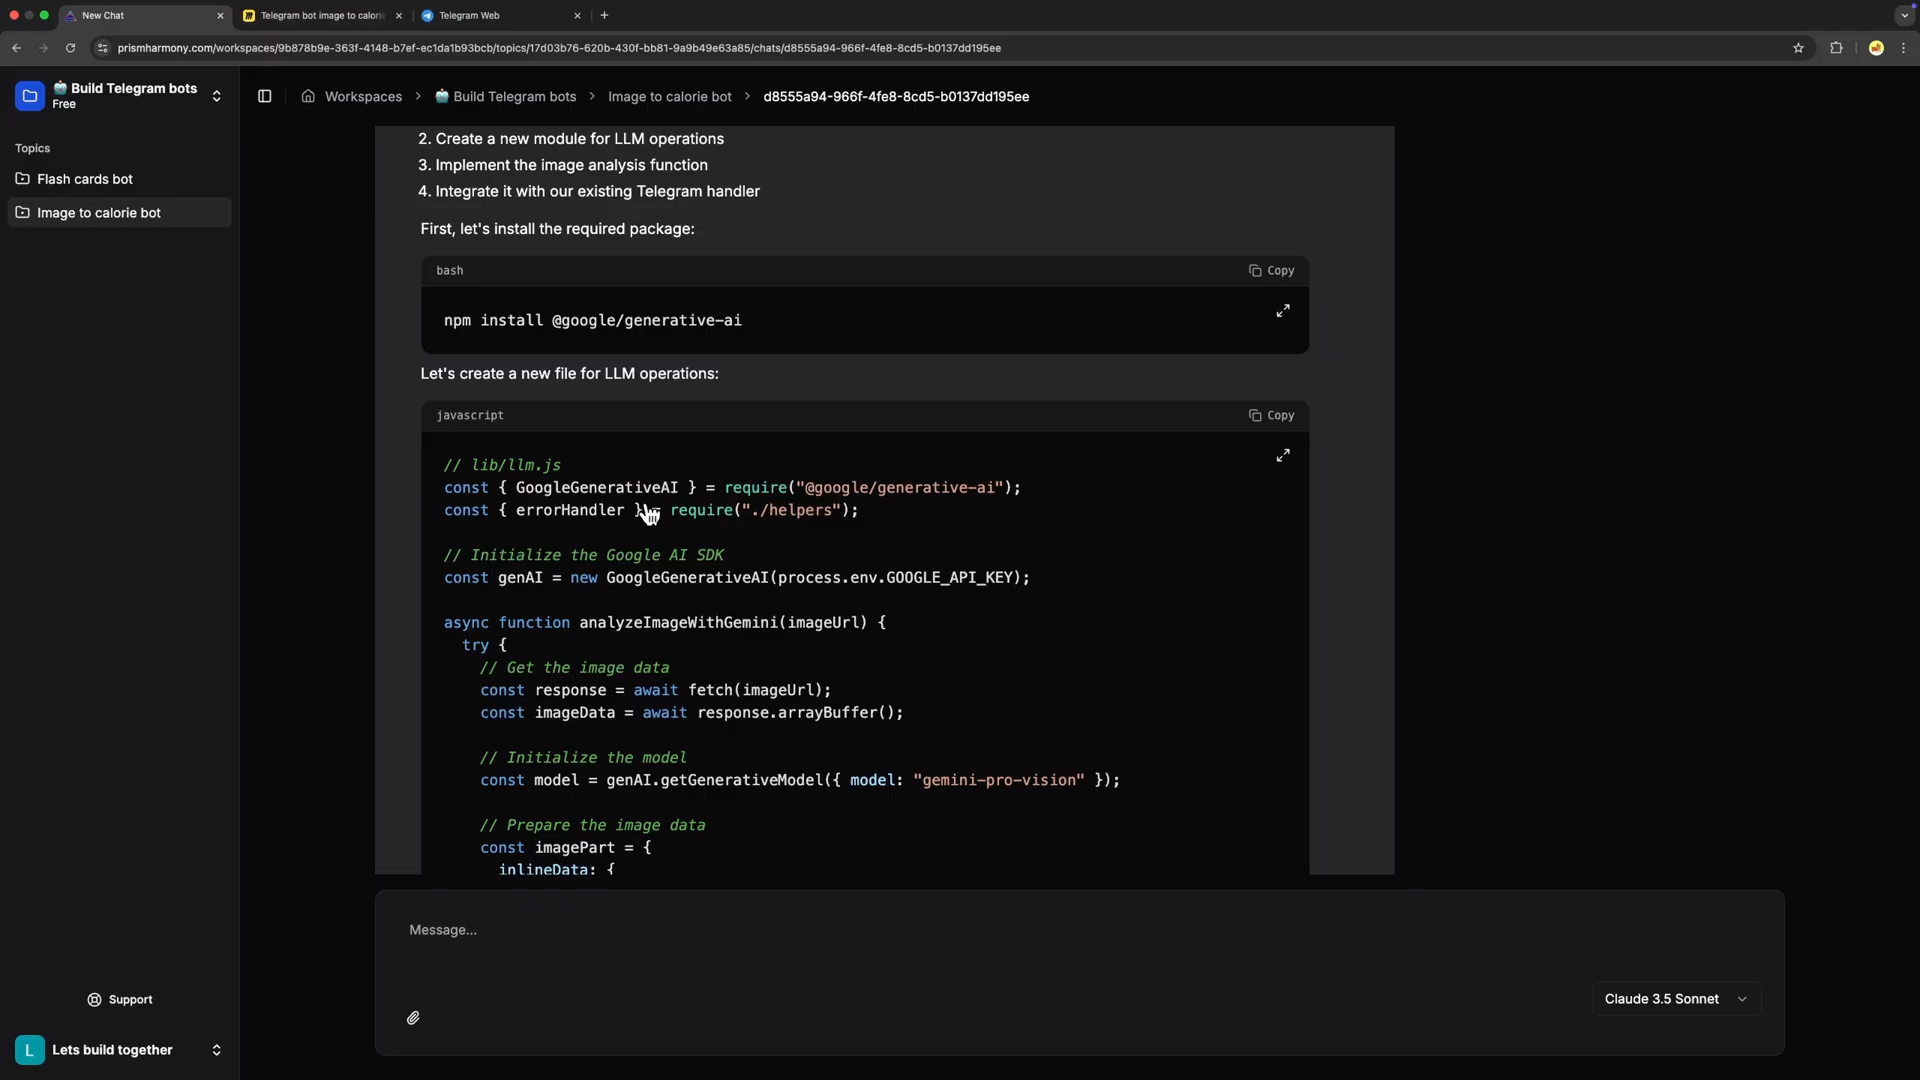 New Chat
Telegram bot image to calorie
Telegram Web
prismharmony.com/workspaces/9b878b9e-363f-4148-b7ef-ec1da1b93bcb/topics/17d03b76-620b-430f-bb81-9a9b49e63a85/chats/d8555a94-966f-4fe8-8cd5-b0137dd195ee
Build Telegram bots
Free
Workspaces > Build Telegram bots > Image to calorie bot > d8555a94-966f-4fe8-8cd5-b0137dd195ee
Topics
Flash cards bot
Image to calorie bot
2. Create a new module for LLM operations
3. Implement the image analysis function
4. Integrate it with our existing Telegram handler
First, let's install the required package:
bash
Copy
npm install @google/generative-ai
Let's create a new file for LLM operations:
javascript
Copy
// lib/llm.js
const { GoogleGenerativeAI } = require("@google/generative-ai");
const { errorHandler } = require("./helpers");
// Initialize the Google AI SDK
const genAI = new GoogleGenerativeAI(process.env.GOOGLE_API_KEY);
async function analyzeImageWithGemini(imageUrl) {
try {
// Get the image data
const response = await fetch(imageUrl);
const imageData = await response.arrayBuffer();
// Initialize the model
const model = genAI.getGenerativeModel({ model: "gemini-pro-vision" });
// Prepare the image data
const imagePart = {
inlineData: {
Message...
Claude 3.5 Sonnet
Support
L
Lets build together